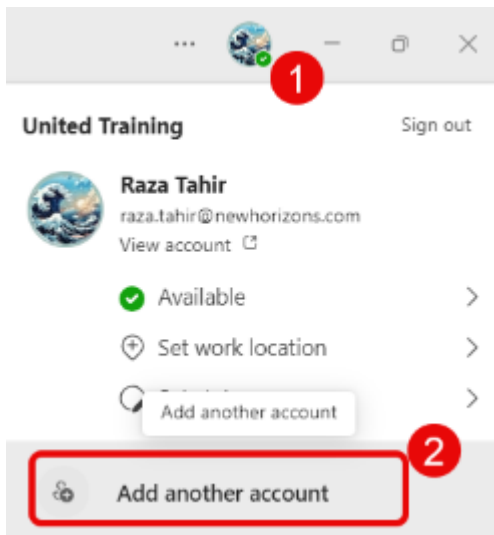 ...
1
United Training
Sign out
Raza Tahir
raza.tahir@newhorizons.com
View account
Available
Set work location
Add another account
2
Add another account